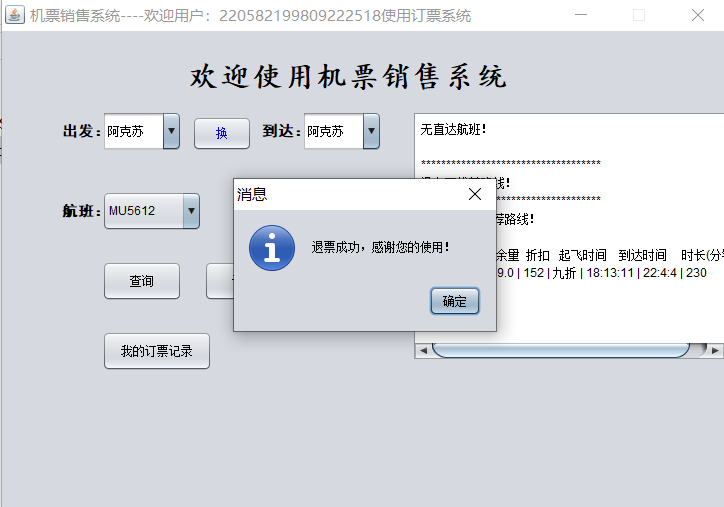 机票销售系统----欢迎用户：220582199809222518使用订票系统
欢迎使用机票销售系统
出发：
阿克苏
换
到达：
阿克苏
无直达航班！
************************************
线！
************************************
荐路线！
余量 折扣 起飞时间 到达时间 时长(分
9.0 | 152 | 九折 | 18:13:11 | 22:4:4 | 230
航班：
MU5612
查询
我的订票记录
消息
退票成功，感谢您的使用！
确定